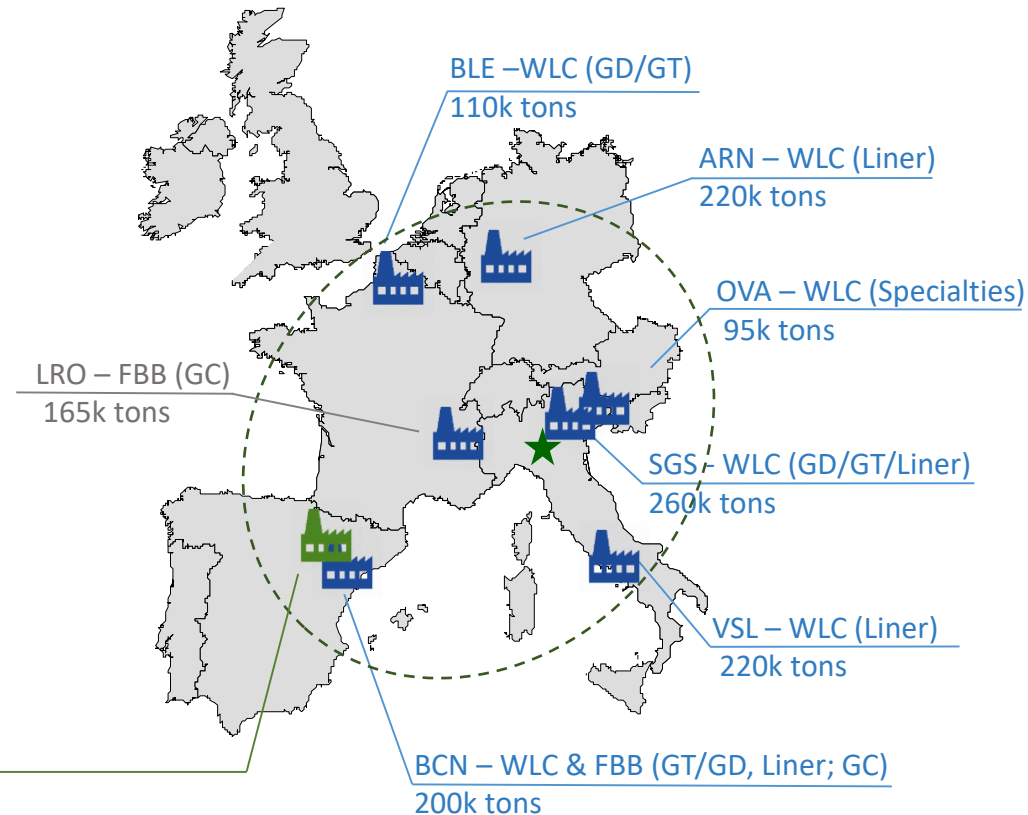 BLE –WLC (GD/GT)
110k tons
ARN – WLC (Liner)
220k tons
OVA – WLC (Specialties)
95k tons
LRO – FBB (GC)
165k tons
SGS - WLC (GD/GT/Liner)
260k tons
VSL – WLC (Liner)
220k tons
BCN – WLC & FBB (GT/GD, Liner; GC)
200k tons